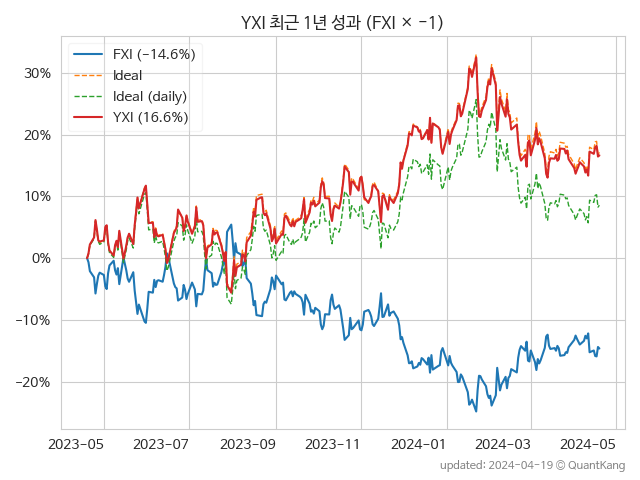 YXI 최근 1년 성과 (FXI × -1)
FXI (-14.6%)
Ideal
Ideal (daily)
YXI (16.6%)
30%
20%
10%
0%
−10%
−20%
2023-05 2023-07 2023-09 2023-11 2024-01 2024-03 2024-05
updated: 2024-04-19 © QuantKang